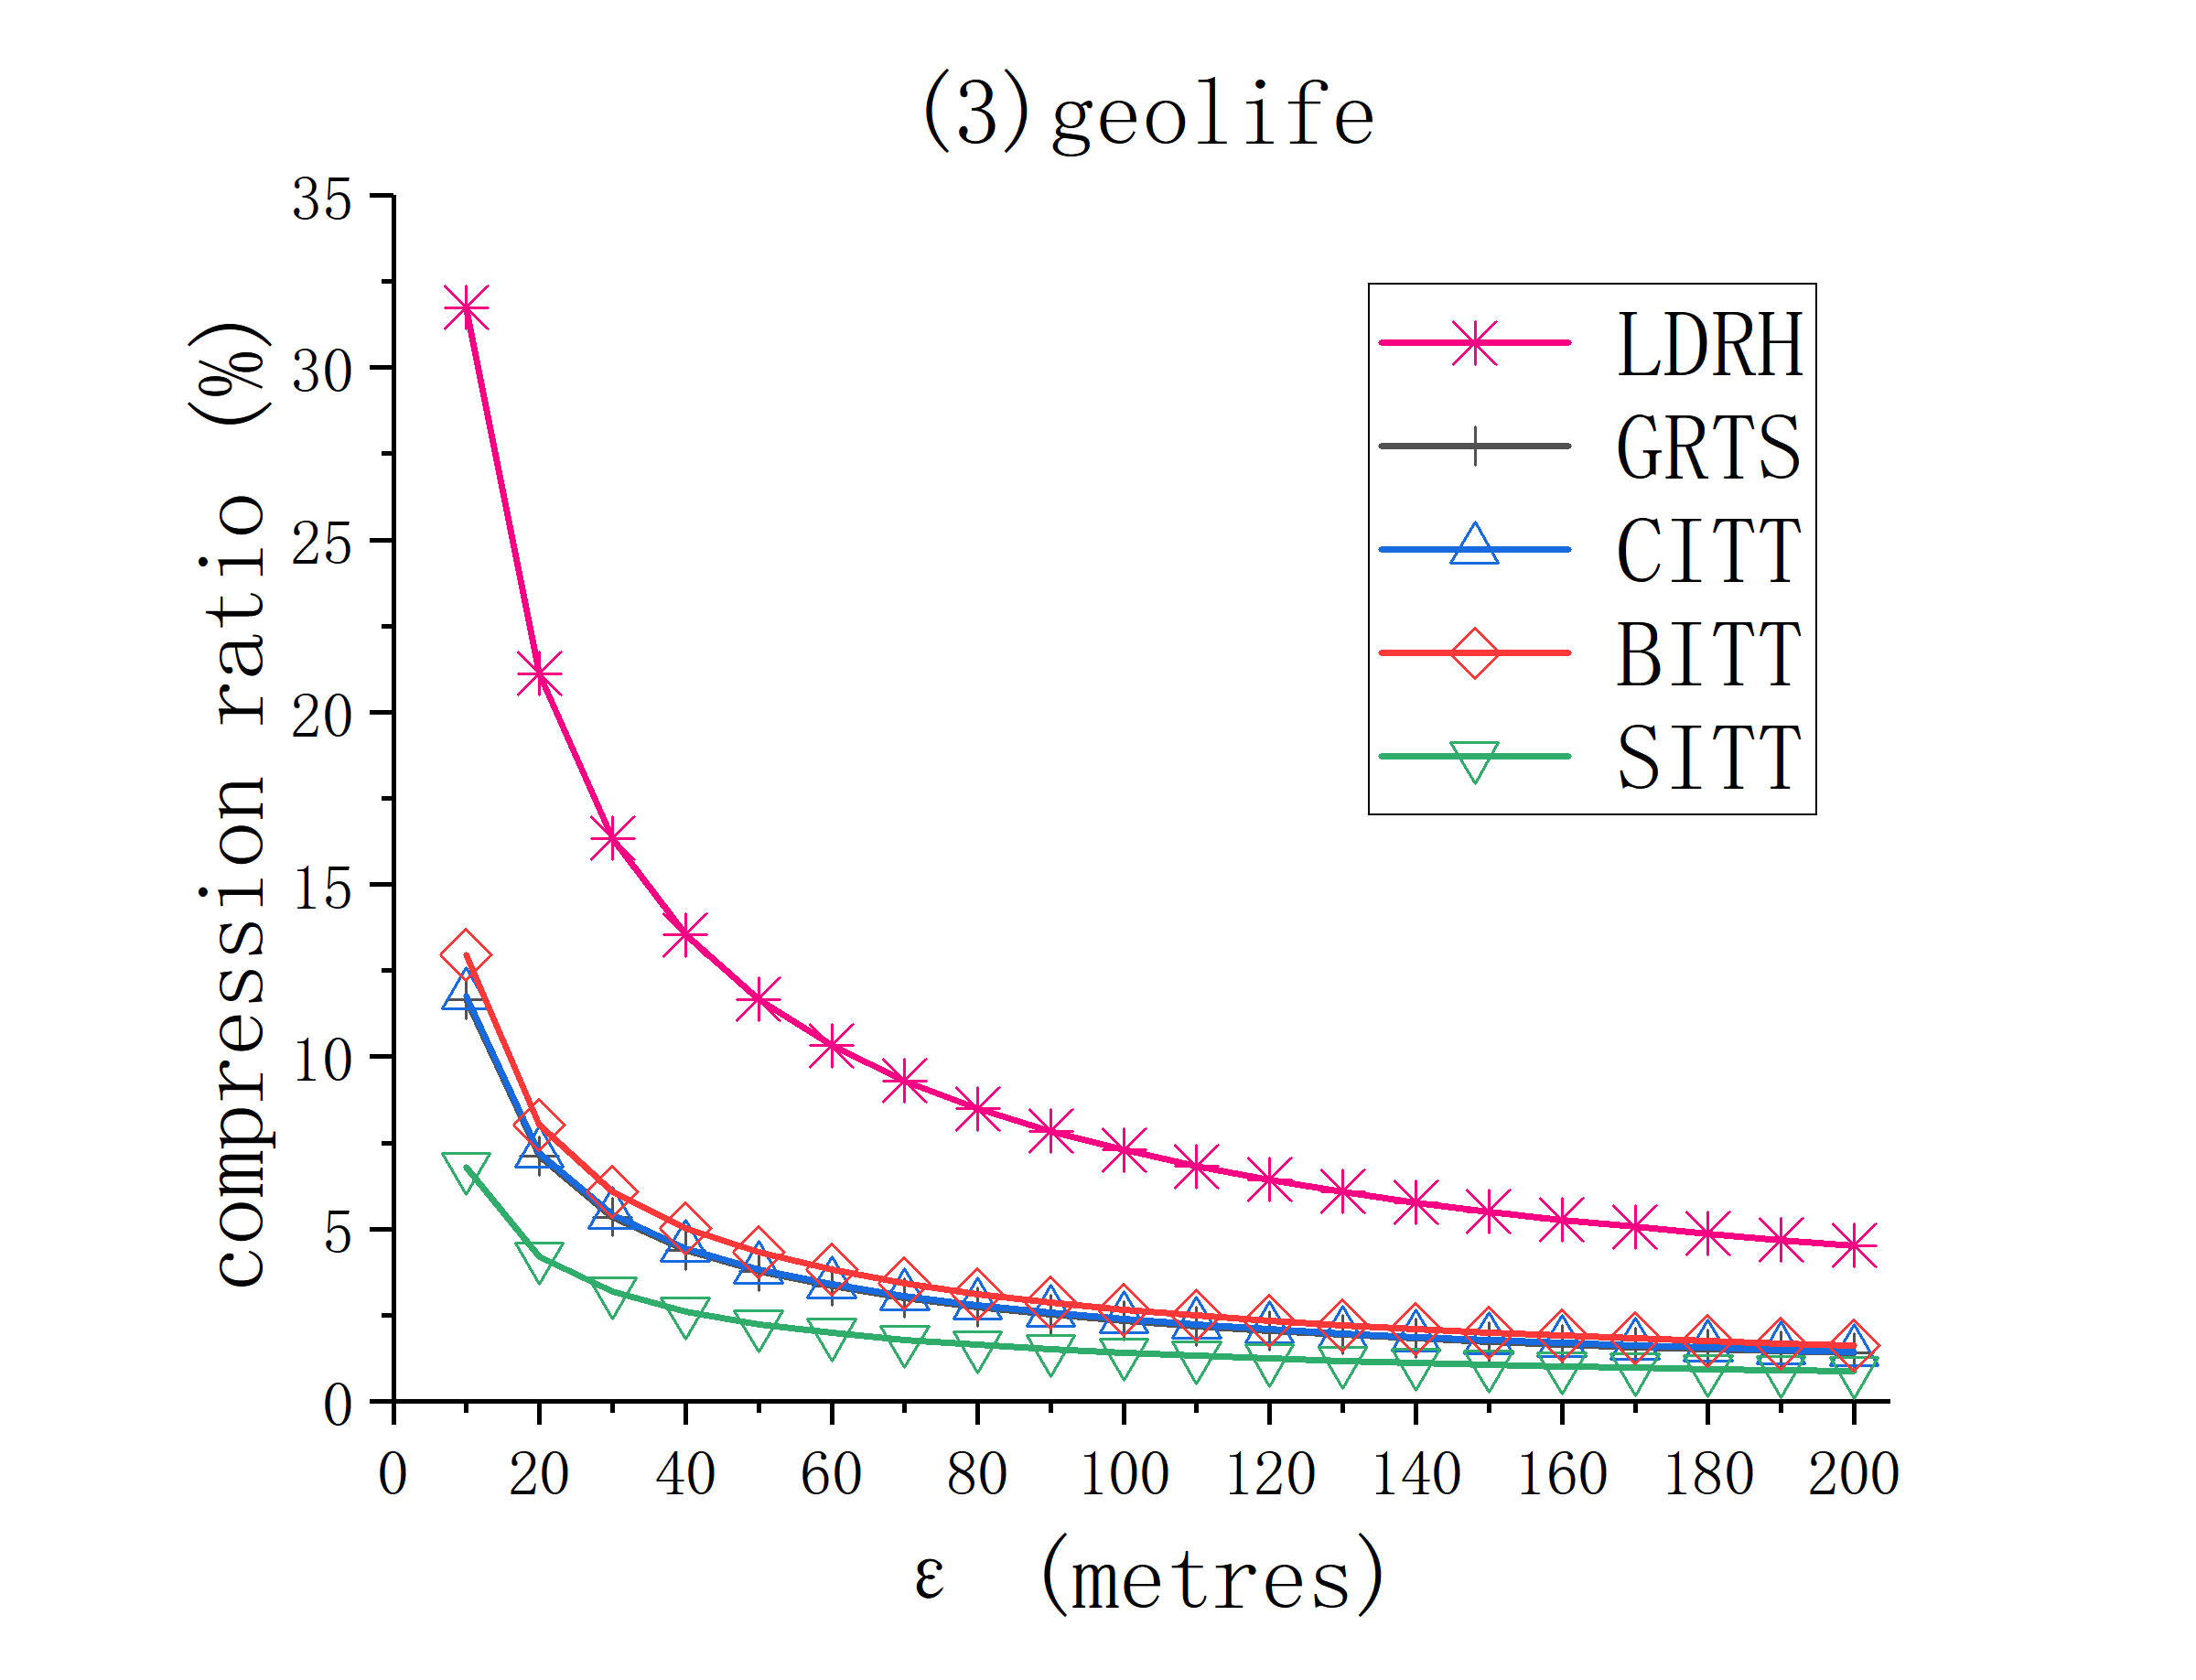 (3)geolife
compression ratio (%)
35
30
25
20
15
10
5
0
0 20 40 60 80 100 120 140 160 180 200
ε (metres)
LDRH
GRTS
CITT
BITT
SITT